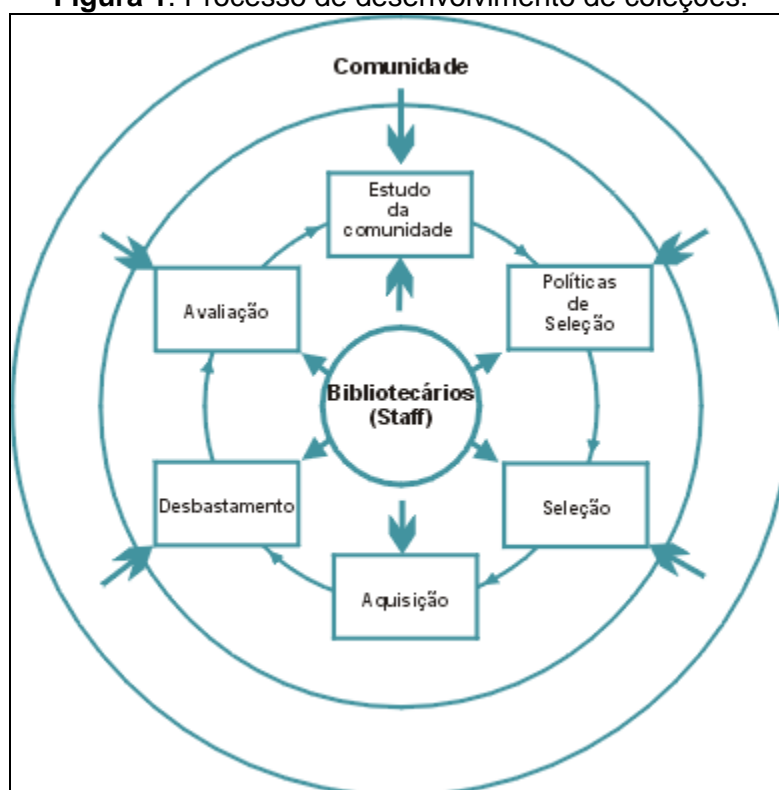 Figura 1. Processo de desenvolvimento de coleções.
Comunidade
Estudo
da
comunidade
Políticas
de
Seleção
Seleção
Aquisição
Desbastamento
Avaliação
Bibliotecários
(Staff)